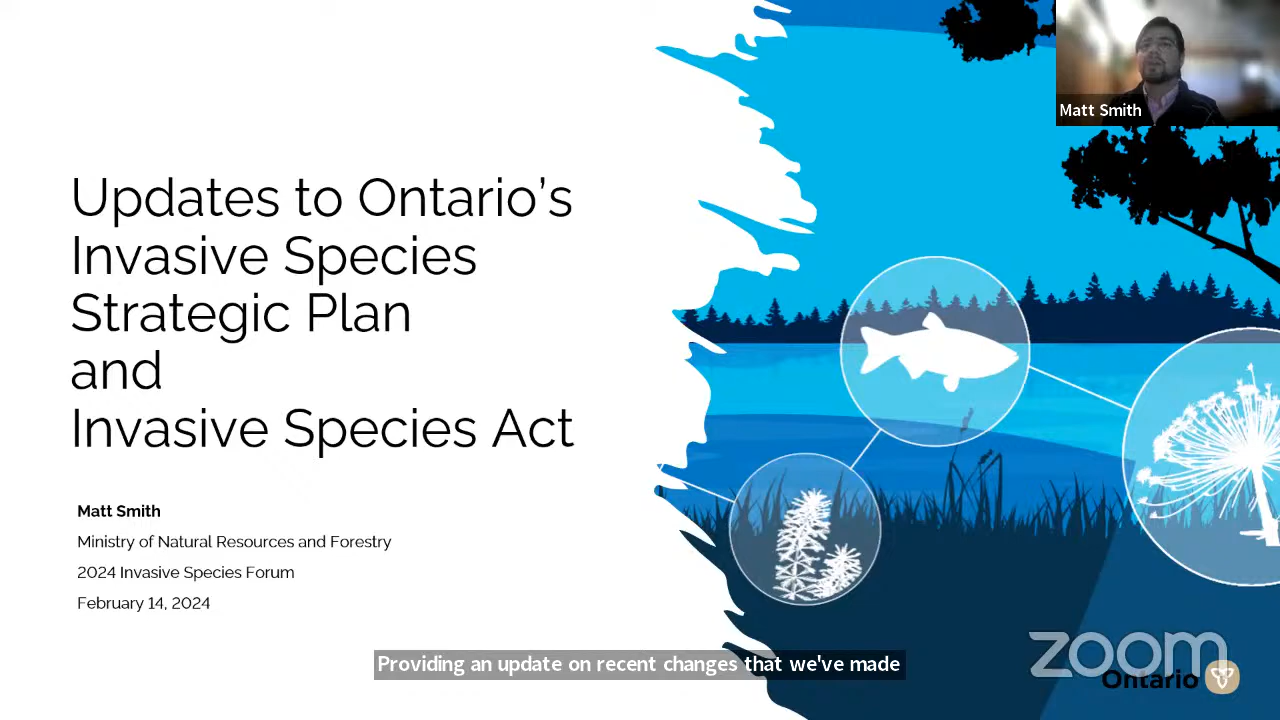 Matt Smith
Updates to Ontario’s
Invasive Species
Strategic Plan
and
Invasive Species Act
Matt Smith
Ministry of Natural Resources and Forestry
2024 Invasive Species Forum
February 14, 2024
Providing an update on recent changes that we've made
zoom
Ontario